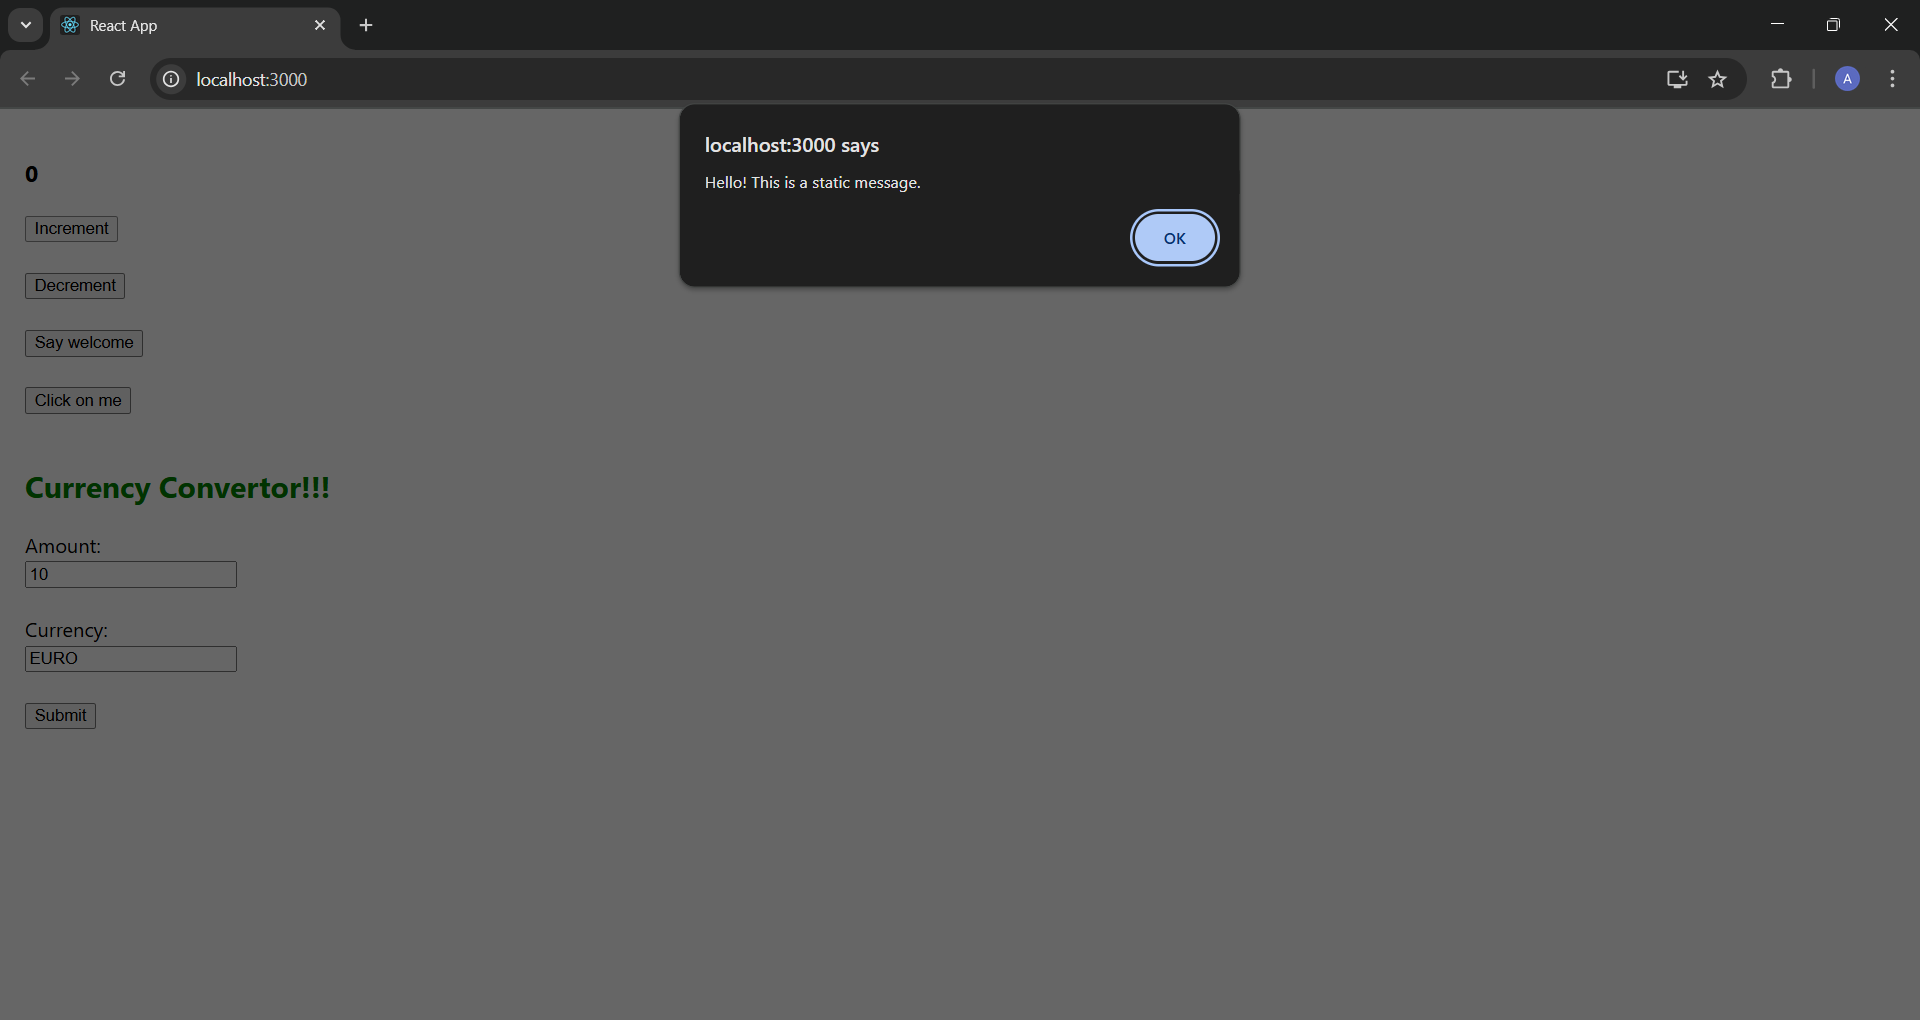 React App
localhost:3000
A
localhost:3000 says
Hello! This is a static message.
OK
0
Increment
Decrement
Say welcome
Click on me
Currency Convertor!!!
Amount:
10
Currency:
EURO
Submit